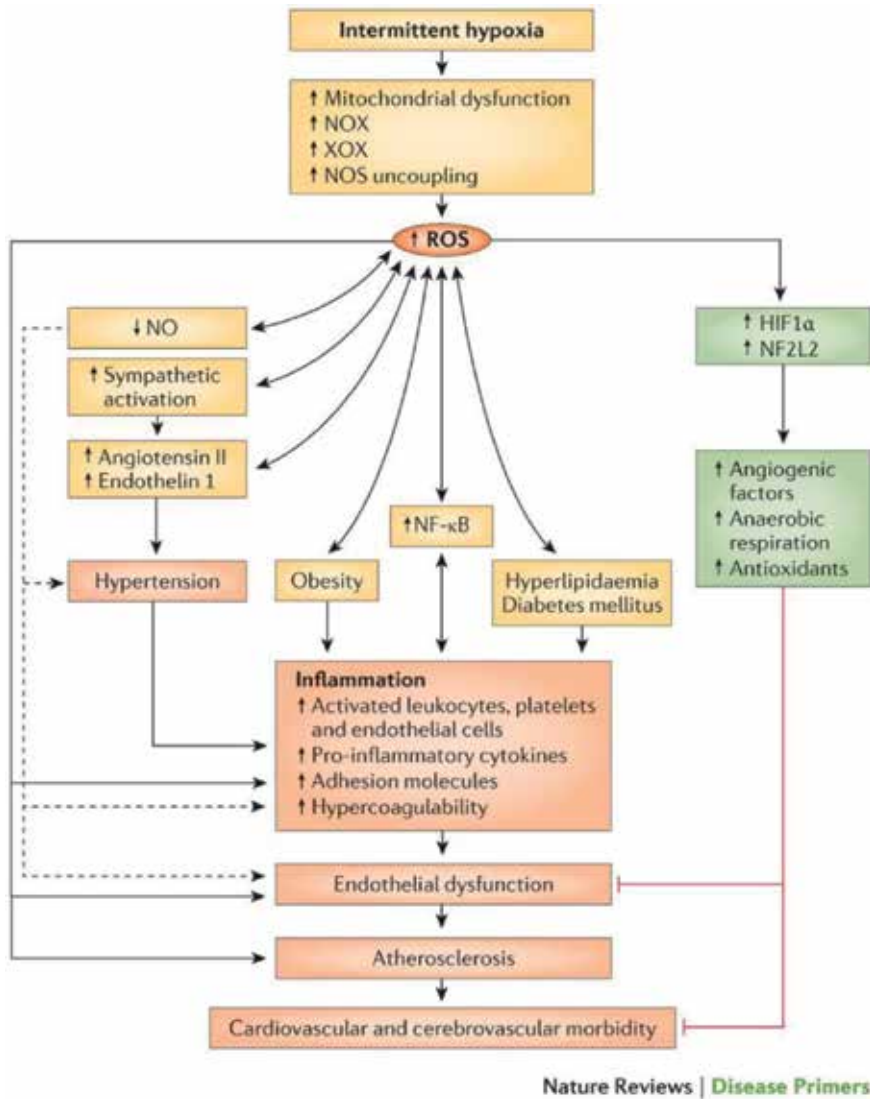 Intermittent hypoxia
↑ Mitochondrial dysfunction
↑ NOX
↑ XOX
↑ NOS uncoupling
↑ ROS
↓ NO
↑ Sympathetic
activation
↑ Angiotensin II
↑ Endothelin 1
Hypertension
Obesity
↑NF-κB
Hyperlipidaemia
Diabetes mellitus
↑ HIF1α
↑ NF2L2
↑ Angiogenic
factors
↑ Anaerobic
respiration
↑ Antioxidants
Inflammation
↑ Activated leukocytes, platelets
and endothelial cells
↑ Pro-inflammatory cytokines
↑ Adhesion molecules
↑ Hypercoagulability
Endothelial dysfunction
Atherosclerosis
Cardiovascular and cerebrovascular morbidity
Nature Reviews | Disease Primers